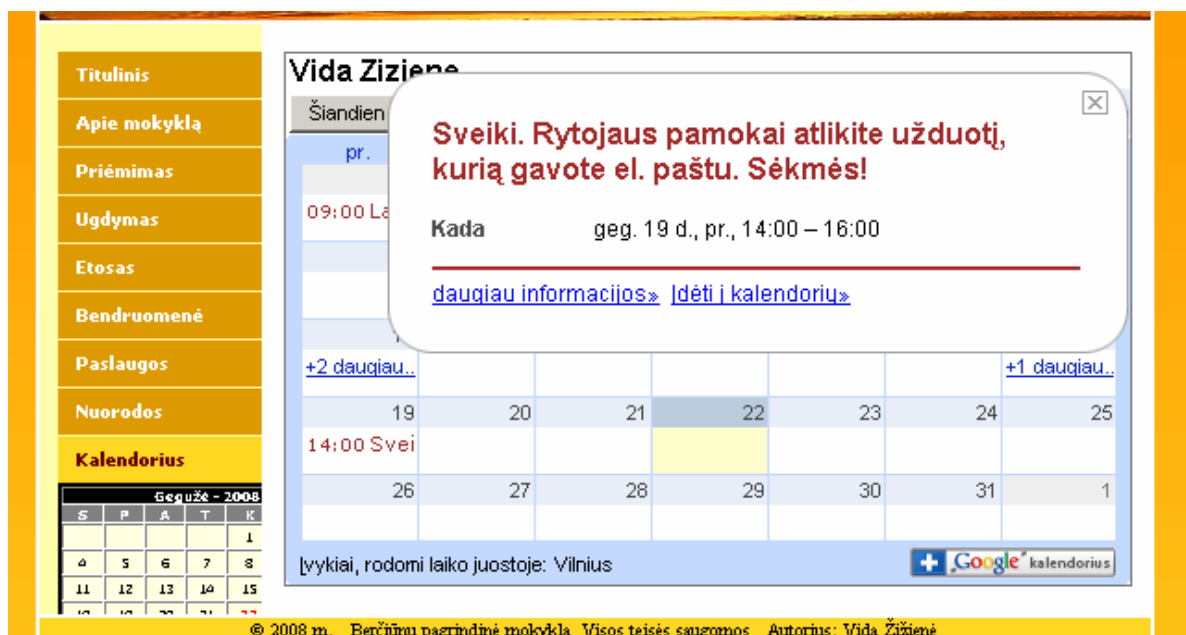 Titulinis
Apie mokyklą
Priėmimas
Ugdymas
Etosas
Bendruomenė
Paslaugos
Nuorodos
Kalendorius
Gegužė - 2008
S P A T K
1
4 5 6 7 8
11 12 13 14 15
Vida Ziziene
Šiandien
pr.
09:00 La
Sveiki. Rytojaus pamokai atlikite užduotį,
kurią gavote el. paštu. Sėkmės!
Kada geg. 19 d., pr., 14:00 – 16:00
daugiau informacijos» Įdėti į kalendorių»
+2 daugiau.. +1 daugiau..
19 20 21 22 23 24 25
14:00 Svei
26 27 28 29 30 31 1
Įvykiai, rodomi laiko juostoje: Vilnius
Google kalendorius
© 2008 m. Berčiūnų pagrindinė mokykla. Visos teisės saugomos. Autorius: Vida Žižienė